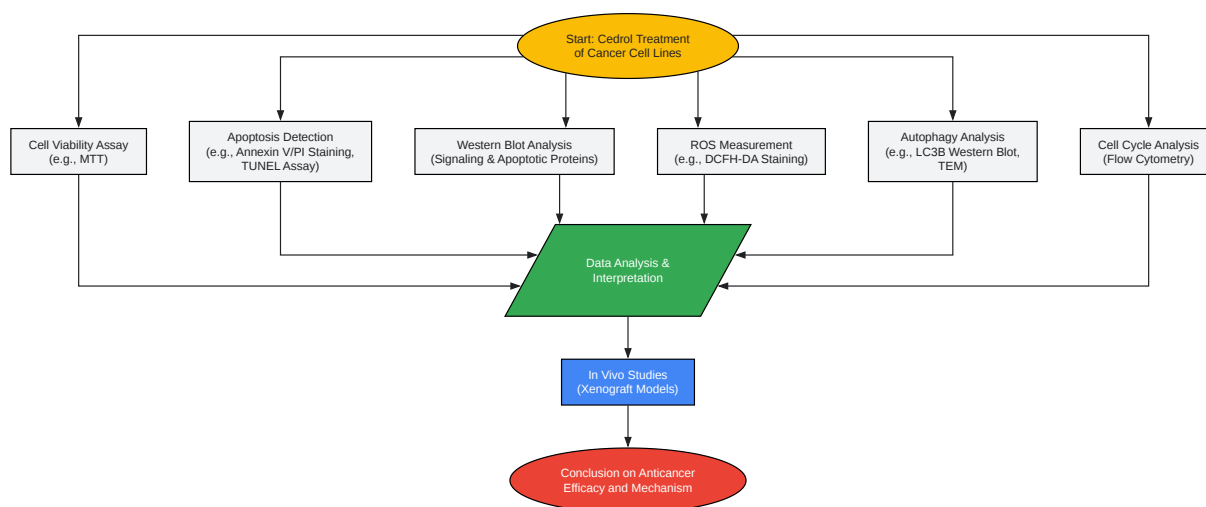 Start: Cedrol Treatment
of Cancer Cell Lines
Cell Viability Assay
(e.g., MTT)
Apoptosis Detection
(e.g., Annexin V/PI Staining,
TUNEL Assay)
Western Blot Analysis
(Signaling & Apoptotic Proteins)
ROS Measurement
(e.g., DCFH-DA Staining)
Autophagy Analysis
(e.g., LC3B Western Blot,
TEM)
Cell Cycle Analysis
(Flow Cytometry)
Data Analysis &
Interpretation
In Vivo Studies
(Xenograft Models)
Conclusion on Anticancer
Efficacy and Mechanism